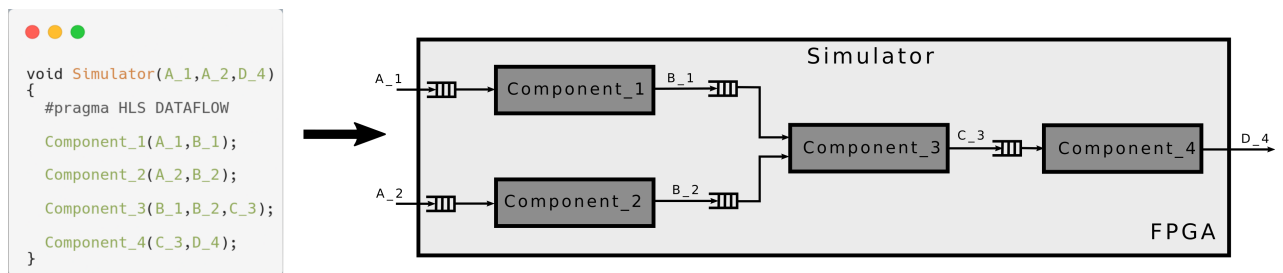 void Simulator(A_1,A_2,D_4)
{
#pragma HLS DATAFLOW
Component_1(A_1,B_1);
Component_2(A_2,B_2);
Component_3(B_1,B_2,C_3);
Component_4(C_3,D_4);
}
Simulator
A_1
Component_1
B_1
A_2
Component_2
B_2
Component_3
C_3
Component_4
D_4
FPGA